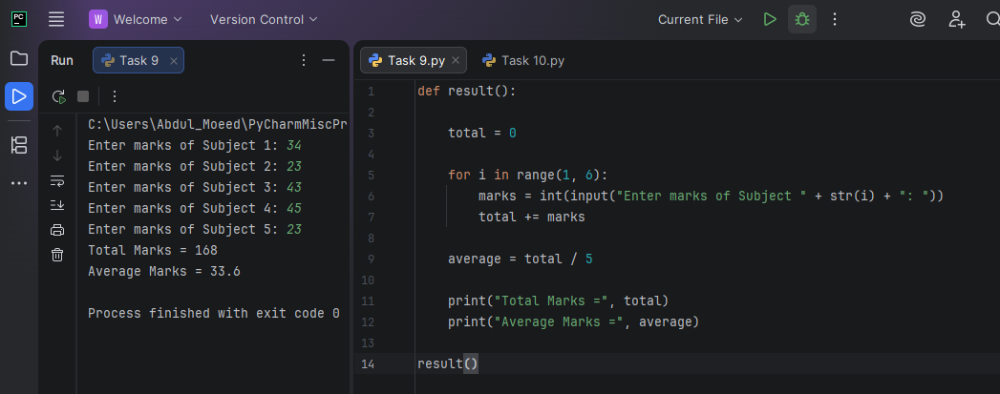 PC
W Welcome Version Control Current File
Run Task 9
C:\Users\Abdul_Moeed\PyCharmMiscPr
Enter marks of Subject 1: 34
Enter marks of Subject 2: 23
Enter marks of Subject 3: 43
Enter marks of Subject 4: 45
Enter marks of Subject 5: 23
Total Marks = 168
Average Marks = 33.6
Process finished with exit code 0
Task 9.py Task 10.py
1 def result():
2
3     total = 0
4
5     for i in range(1, 6):
6         marks = int(input("Enter marks of Subject " + str(i) + ": "))
7         total += marks
8
9     average = total / 5
10
11     print("Total Marks =", total)
12     print("Average Marks =", average)
13
14 result()